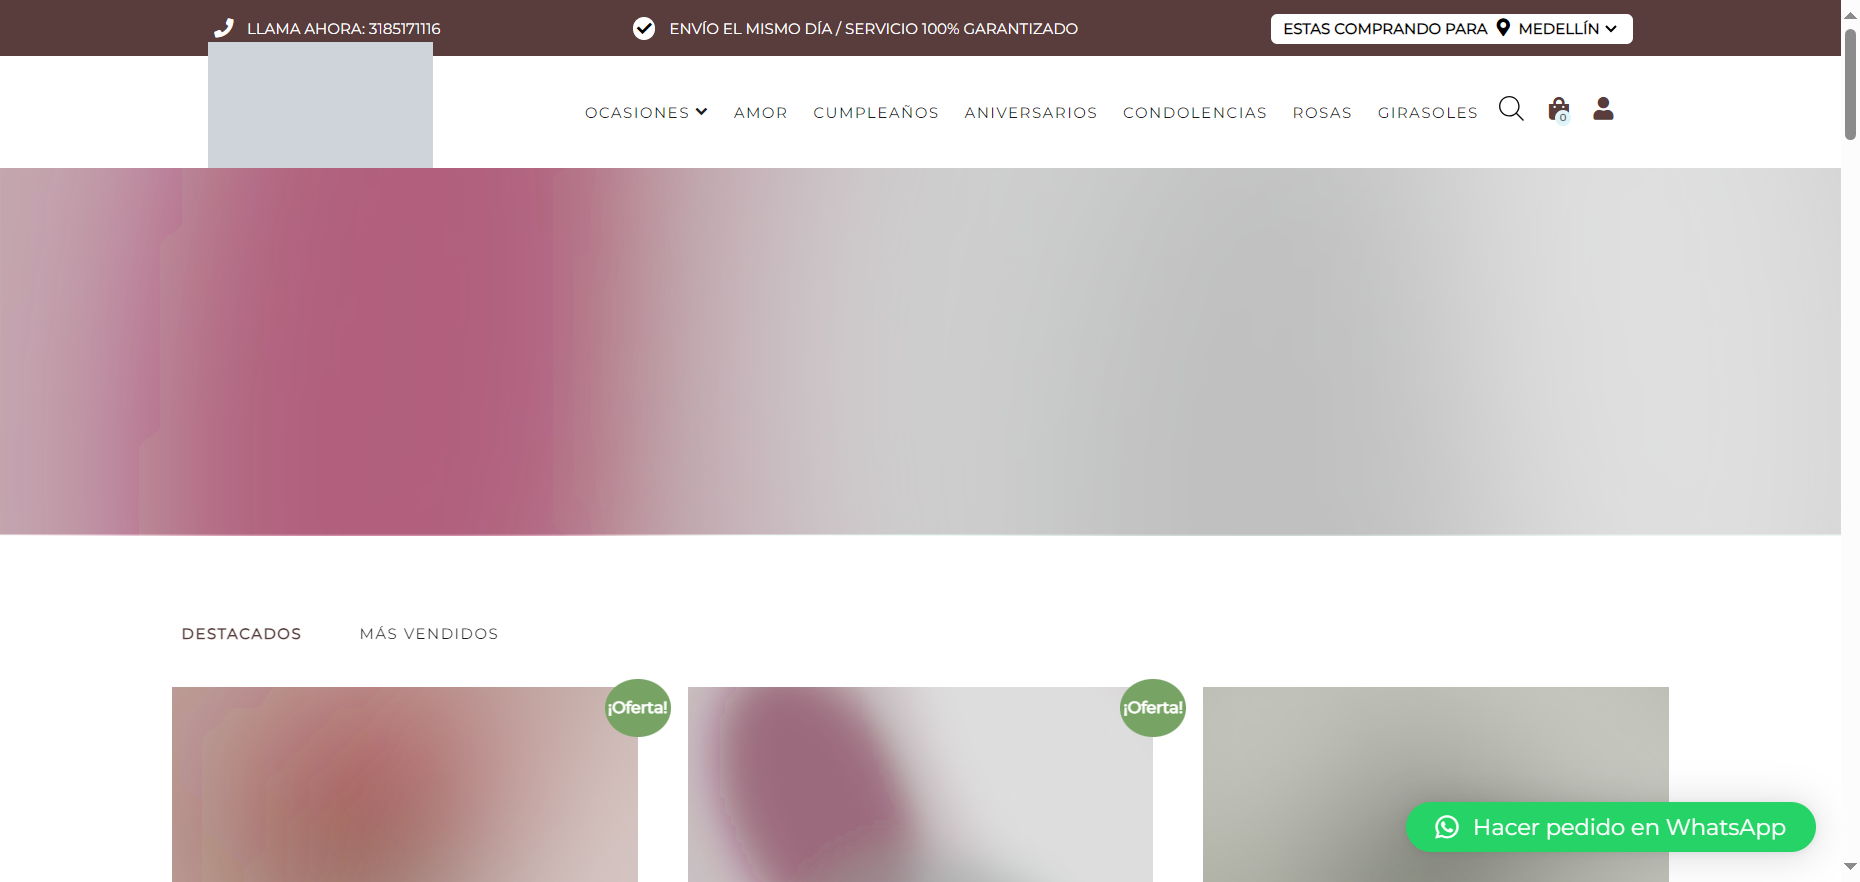 LLAMA AHORA: 3185171116
ENVÍO EL MISMO DÍA / SERVICIO 100% GARANTIZADO
ESTAS COMPRANDO PARA MEDELLÍN
OCASIONES AMOR CUMPLEAÑOS ANIVERSARIOS CONDOLENCIAS ROSAS GIRASOLES
0
DESTACADOS MÁS VENDIDOS
¡Oferta!
¡Oferta!
Hacer pedido en WhatsApp